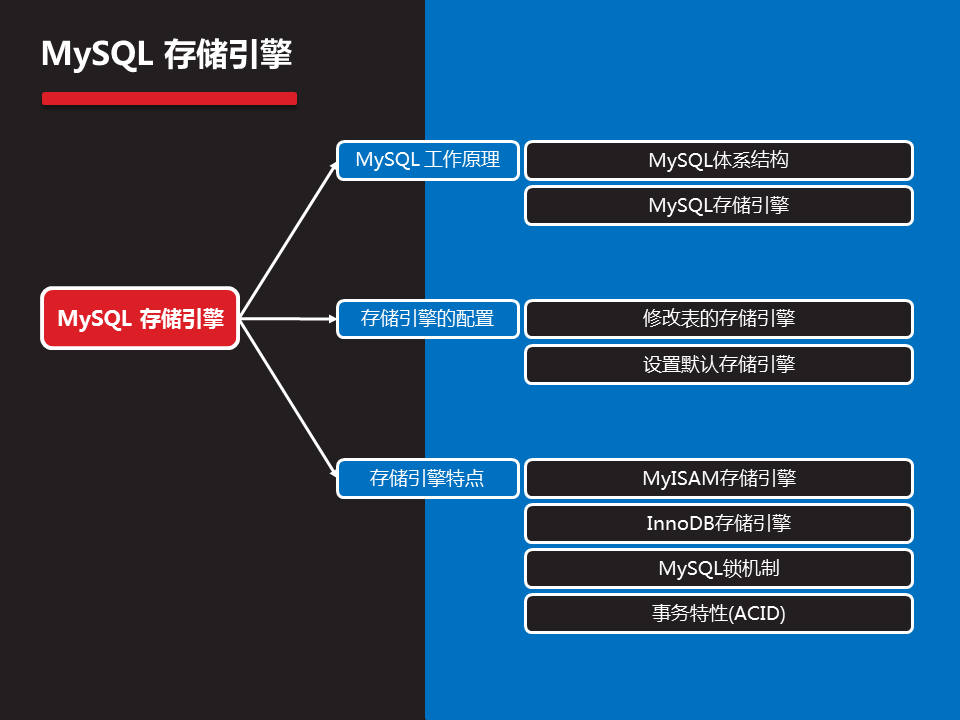 MySQL 存储引擎
MySQL 工作原理
MySQL体系结构
MySQL存储引擎
MySQL 存储引擎
存储引擎的配置
修改表的存储引擎
设置默认存储引擎
存储引擎特点
MyISAM存储引擎
InnoDB存储引擎
MySQL锁机制
事务特性(ACID)